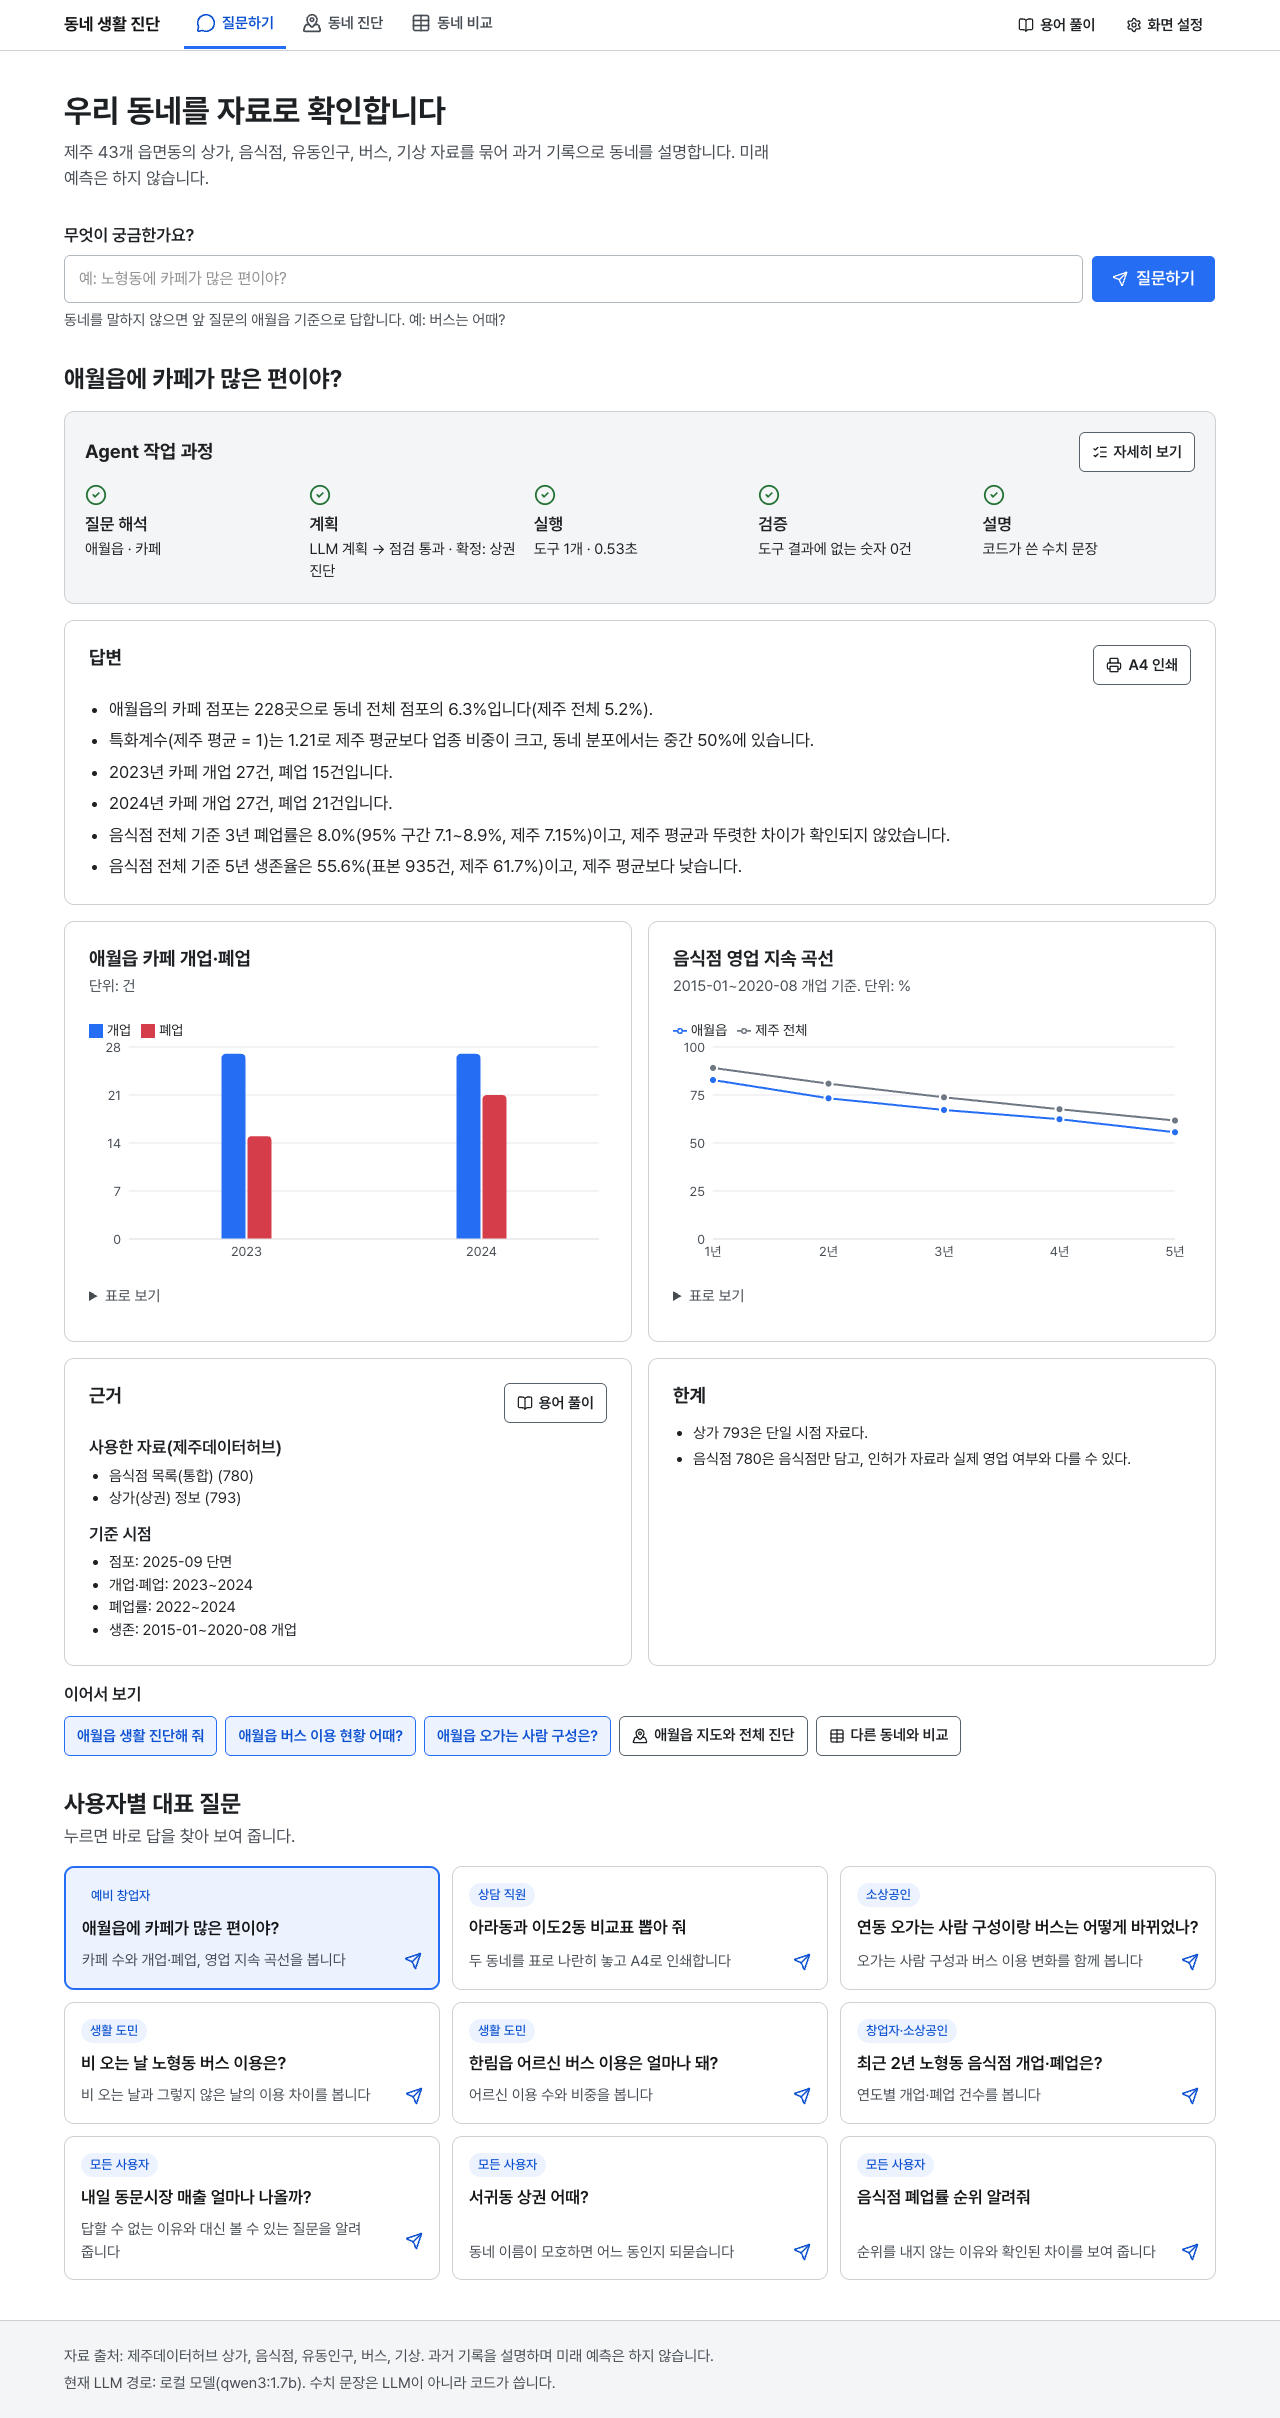 동네 생활 진단
질문하기
동네 진단
동네 비교
용어 풀이
화면 설정
우리 동네를 자료로 확인합니다
제주 43개 읍면동의 상가, 음식점, 유동인구, 버스, 기상 자료를 묶어 과거 기록으로 동네를 설명합니다. 미래
예측은 하지 않습니다.
무엇이 궁금한가요?
예: 노형동에 카페가 많은 편이야?
질문하기
동네를 말하지 않으면 앞 질문의 애월읍 기준으로 답합니다. 예: 버스는 어때?
애월읍에 카페가 많은 편이야?
Agent 작업 과정
자세히 보기
질문 해석
애월읍 · 카페
계획
LLM 계획 → 점검 통과 · 확정: 상권
진단
실행
도구 1개 · 0.53초
검증
도구 결과에 없는 숫자 0건
설명
코드가 쓴 수치 문장
답변
A4 인쇄
• 애월읍의 카페 점포는 228곳으로 동네 전체 점포의 6.3%입니다(제주 전체 5.2%).
• 특화계수(제주 평균 = 1)는 1.21로 제주 평균보다 업종 비중이 크고, 동네 분포에서는 중간 50%에 있습니다.
• 2023년 카페 개업 27건, 폐업 15건입니다.
• 2024년 카페 개업 27건, 폐업 21건입니다.
• 음식점 전체 기준 3년 폐업률은 8.0%(95% 구간 7.1~8.9%, 제주 7.15%)이고, 제주 평균과 뚜렷한 차이가 확인되지 않았습니다.
• 음식점 전체 기준 5년 생존율은 55.6%(표본 935건, 제주 61.7%)이고, 제주 평균보다 낮습니다.
애월읍 카페 개업·폐업
단위: 건
개업 폐업
28
21
14
7
0
2023 2024
▶ 표로 보기
음식점 영업 지속 곡선
2015-01~2020-08 개업 기준. 단위: %
애월읍 제주 전체
100
75
50
25
0
1년 2년 3년 4년 5년
▶ 표로 보기
근거
용어 풀이
사용한 자료(제주데이터허브)
• 음식점 목록(통합) (780)
• 상가(상권) 정보 (793)
기준 시점
• 점포: 2025-09 단면
• 개업·폐업: 2023~2024
• 폐업률: 2022~2024
• 생존: 2015-01~2020-08 개업
한계
• 상가 793은 단일 시점 자료다.
• 음식점 780은 음식점만 담고, 인허가 자료라 실제 영업 여부와 다를 수 있다.
이어서 보기
애월읍 생활 진단해 줘
애월읍 버스 이용 현황 어때?
애월읍 오가는 사람 구성은?
애월읍 지도와 전체 진단
다른 동네와 비교
사용자별 대표 질문
누르면 바로 답을 찾아 보여 줍니다.
예비 창업자
애월읍에 카페가 많은 편이야?
카페 수와 개업·폐업, 영업 지속 곡선을 봅니다
상담 직원
아라동과 이도2동 비교표 뽑아 줘
두 동네를 표로 나란히 놓고 A4로 인쇄합니다
소상공인
연동 오가는 사람 구성이랑 버스는 어떻게 바뀌었나?
오가는 사람 구성과 버스 이용 변화를 함께 봅니다
생활 도민
비 오는 날 노형동 버스 이용은?
비 오는 날과 그렇지 않은 날의 이용 차이를 봅니다
생활 도민
한림읍 어르신 버스 이용은 얼마나 돼?
어르신 이용 수와 비중을 봅니다
창업자·소상공인
최근 2년 노형동 음식점 개업·폐업은?
연도별 개업·폐업 건수를 봅니다
모든 사용자
내일 동문시장 매출 얼마나 나올까?
답할 수 없는 이유와 대신 볼 수 있는 질문을 알려
줍니다
모든 사용자
서귀동 상권 어때?
동네 이름이 모호하면 어느 동인지 되묻습니다
모든 사용자
음식점 폐업률 순위 알려줘
순위를 내지 않는 이유와 확인된 차이를 보여 줍니다
자료 출처: 제주데이터허브 상가, 음식점, 유동인구, 버스, 기상. 과거 기록을 설명하며 미래 예측은 하지 않습니다.
현재 LLM 경로: 로컬 모델(qwen3:1.7b). 수치 문장은 LLM이 아니라 코드가 씁니다.